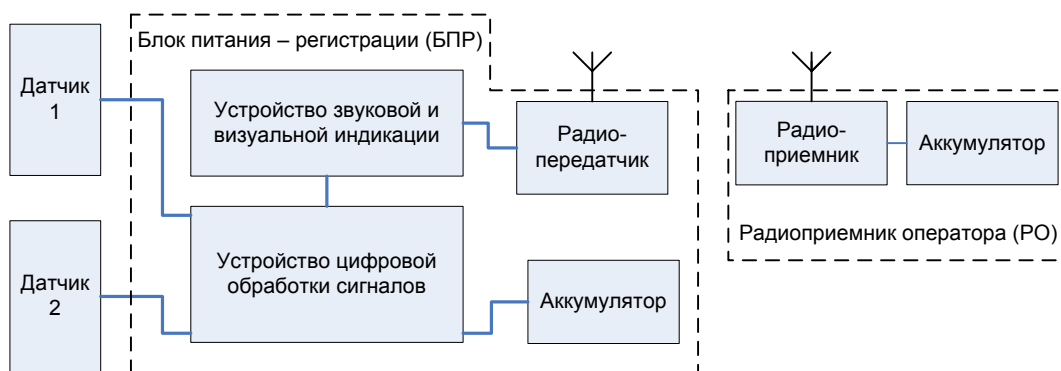 Блок питания – регистрации (БПР)
Датчик
1
Устройство звуковой и
визуальной индикации
Радио-
передатчик
Радио-
приемник
Аккумулятор
Радиоприемник оператора (РО)
Датчик
2
Устройство цифровой
обработки сигналов
Аккумулятор